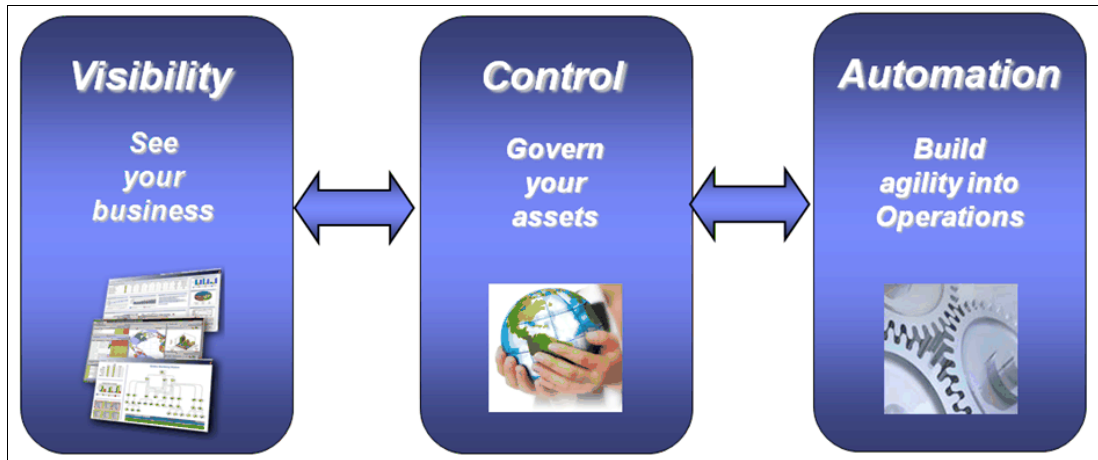 Visibility
See
your
business
Control
Govern
your
assets
Automation
Build
agility into
Operations